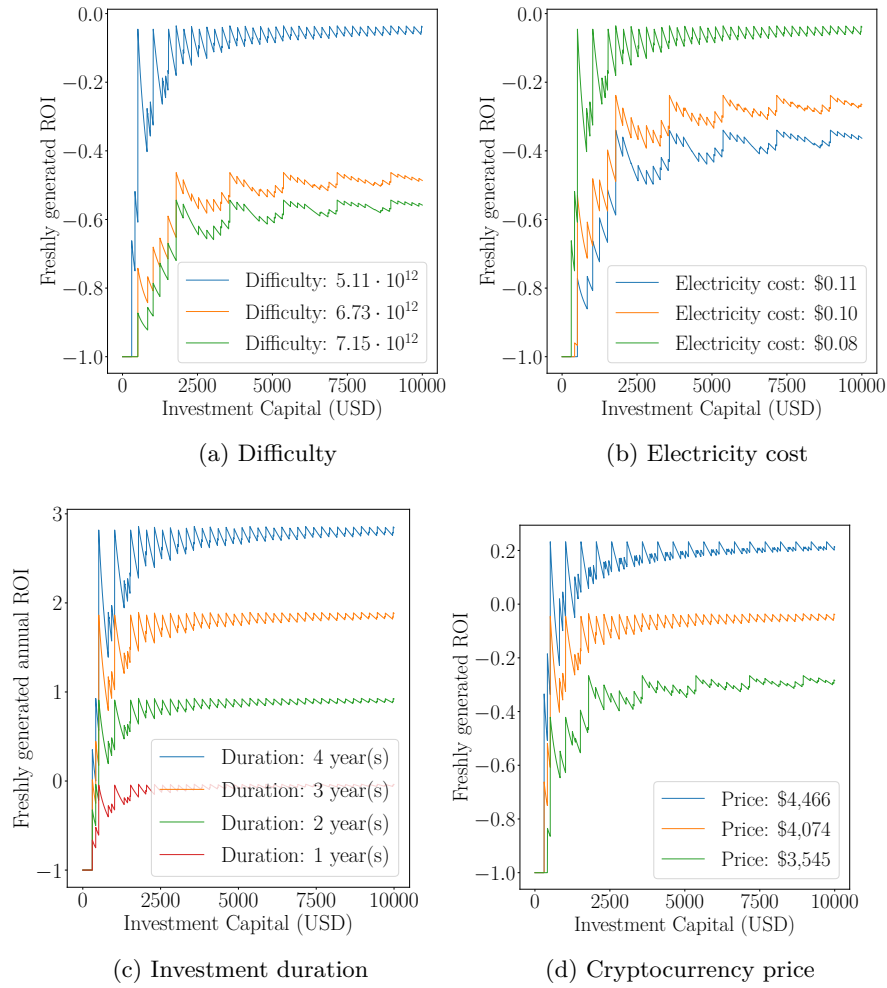 0.0
−0.2
−0.4
−0.6
−0.8
−1.0
Freshly generated ROI
Difficulty: 5.11 · 10¹²
Difficulty: 6.73 · 10¹²
Difficulty: 7.15 · 10¹²
0 2500 5000 7500 10000
Investment Capital (USD)
(a) Difficulty
0.0
−0.2
−0.4
−0.6
−0.8
−1.0
Freshly generated ROI
Electricity cost: $0.11
Electricity cost: $0.10
Electricity cost: $0.08
0 2500 5000 7500 10000
Investment Capital (USD)
(b) Electricity cost
3
2
1
0
−1
Freshly generated annual ROI
Duration: 4 year(s)
Duration: 3 year(s)
Duration: 2 year(s)
Duration: 1 year(s)
0 2500 5000 7500 10000
Investment Capital (USD)
(c) Investment duration
0.2
0.0
−0.2
−0.4
−0.6
−0.8
−1.0
Freshly generated ROI
Price: $4,466
Price: $4,074
Price: $3,545
0 2500 5000 7500 10000
Investment Capital (USD)
(d) Cryptocurrency price